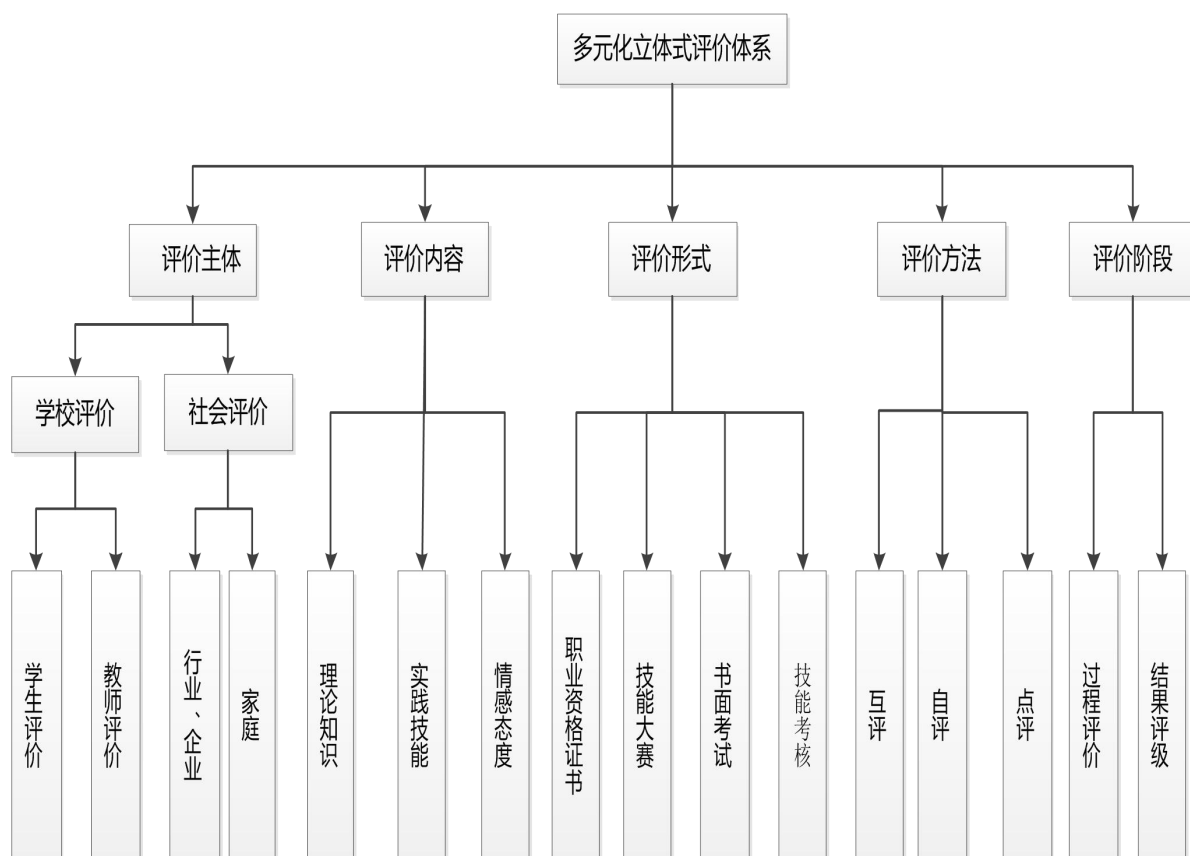 多元化立体式评价体系
评价主体
评价内容
评价形式
评价方法
评价阶段
学校评价
社会评价
学生评价
教师评价
行业、企业
家庭
理论知识
实践技能
情感态度
职业资格证书
技能大赛
书面考试
技能考核
互评
自评
点评
过程评价
结果评级